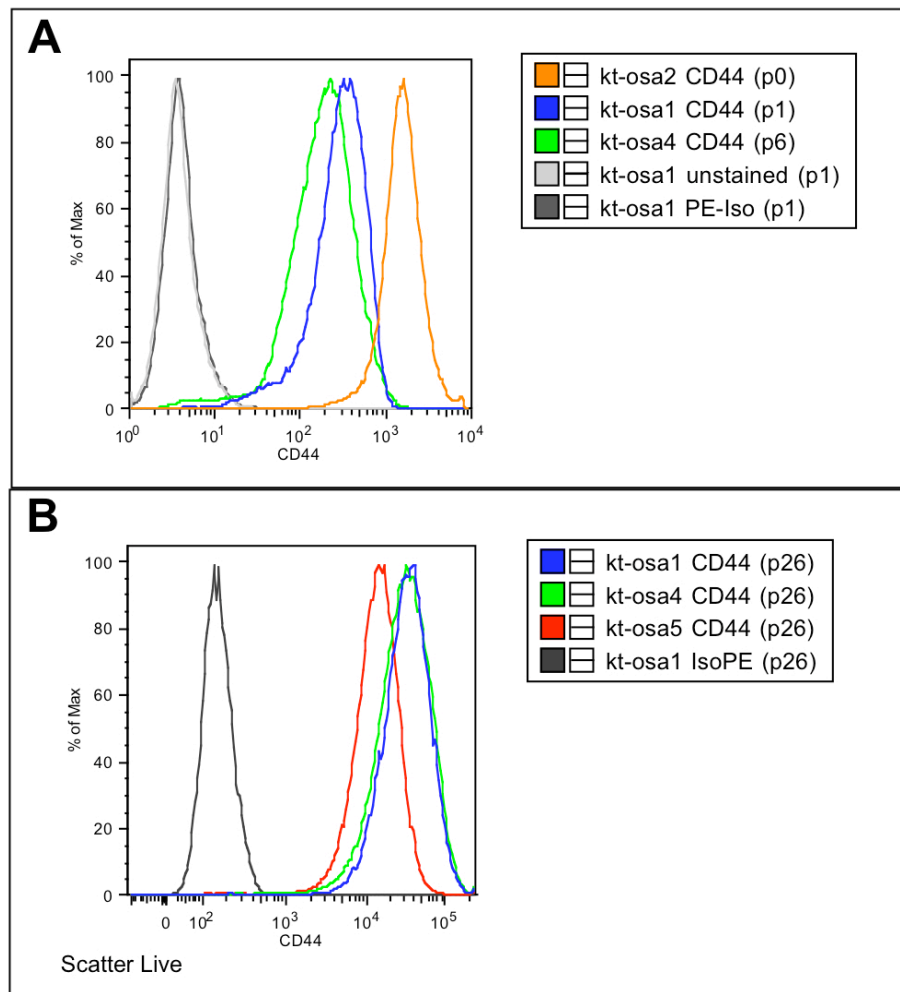 A
kt-osa2 CD44 (p0)
kt-osa1 CD44 (p1)
kt-osa4 CD44 (p6)
kt-osa1 unstained (p1)
kt-osa1 PE-Iso (p1)
100
80
60
40
20
0
% of Max
10⁰ 10¹ 10² 10³ 10⁴
CD44
B
kt-osa1 CD44 (p26)
kt-osa4 CD44 (p26)
kt-osa5 CD44 (p26)
kt-osa1 IsoPE (p26)
100
80
60
40
20
0
% of Max
0 10² 10³ 10⁴ 10⁵
CD44
Scatter Live